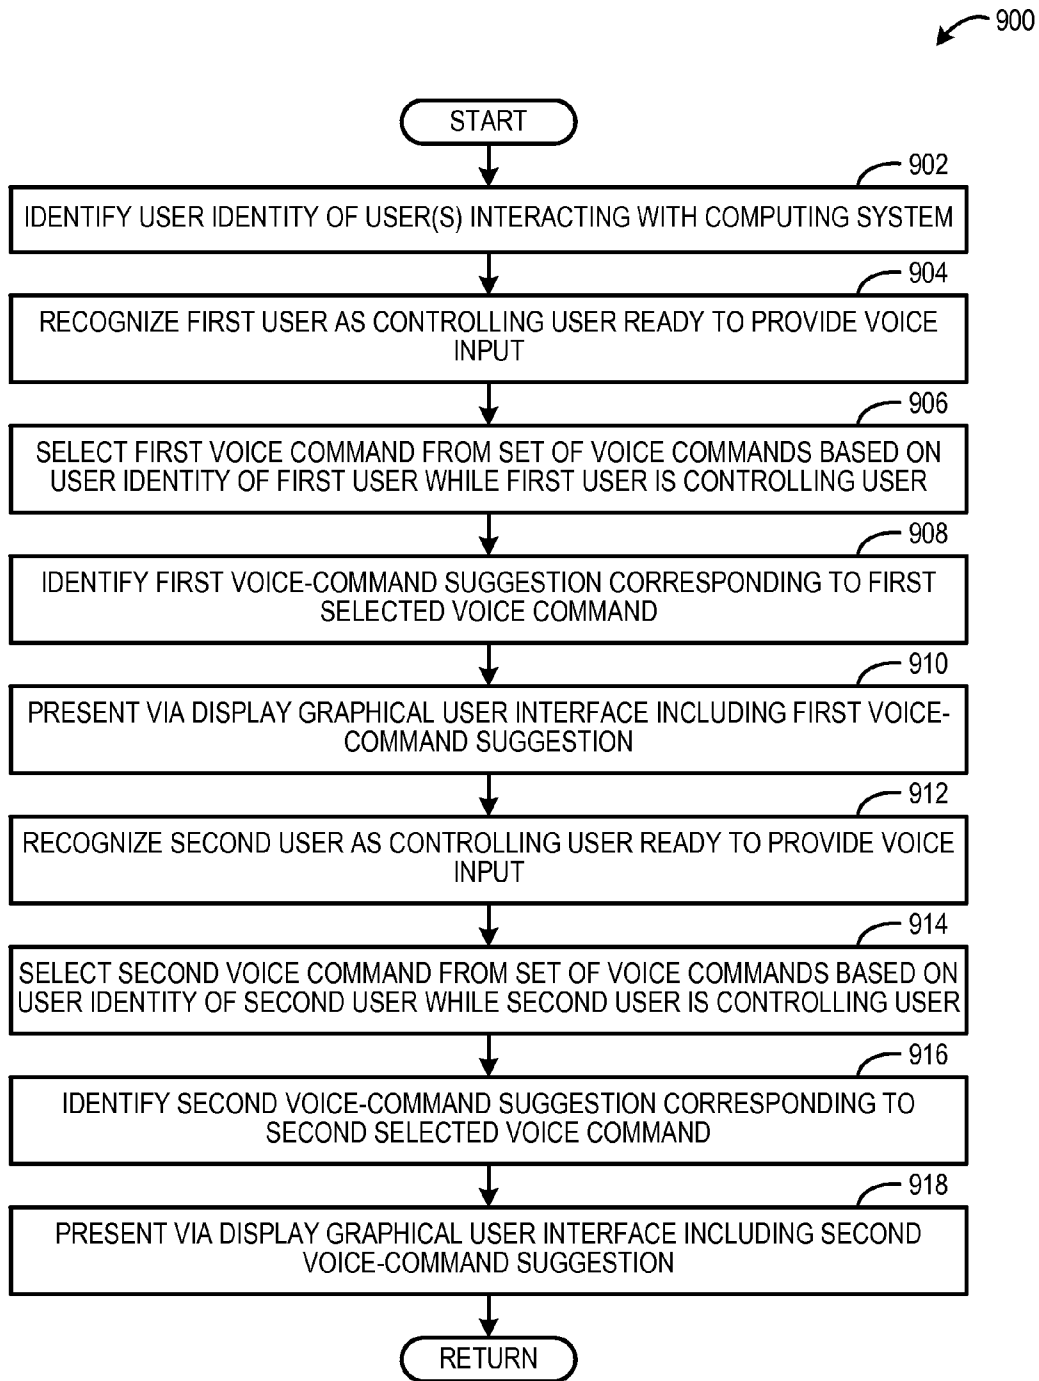 900
START
902
IDENTIFY USER IDENTITY OF USER(S) INTERACTING WITH COMPUTING SYSTEM
904
RECOGNIZE FIRST USER AS CONTROLLING USER READY TO PROVIDE VOICE
INPUT
906
SELECT FIRST VOICE COMMAND FROM SET OF VOICE COMMANDS BASED ON
USER IDENTITY OF FIRST USER WHILE FIRST USER IS CONTROLLING USER
908
IDENTIFY FIRST VOICE-COMMAND SUGGESTION CORRESPONDING TO FIRST
SELECTED VOICE COMMAND
910
PRESENT VIA DISPLAY GRAPHICAL USER INTERFACE INCLUDING FIRST VOICE-
COMMAND SUGGESTION
912
RECOGNIZE SECOND USER AS CONTROLLING USER READY TO PROVIDE VOICE
INPUT
914
SELECT SECOND VOICE COMMAND FROM SET OF VOICE COMMANDS BASED ON
USER IDENTITY OF SECOND USER WHILE SECOND USER IS CONTROLLING USER
916
IDENTIFY SECOND VOICE-COMMAND SUGGESTION CORRESPONDING TO
SECOND SELECTED VOICE COMMAND
918
PRESENT VIA DISPLAY GRAPHICAL USER INTERFACE INCLUDING SECOND
VOICE-COMMAND SUGGESTION
RETURN